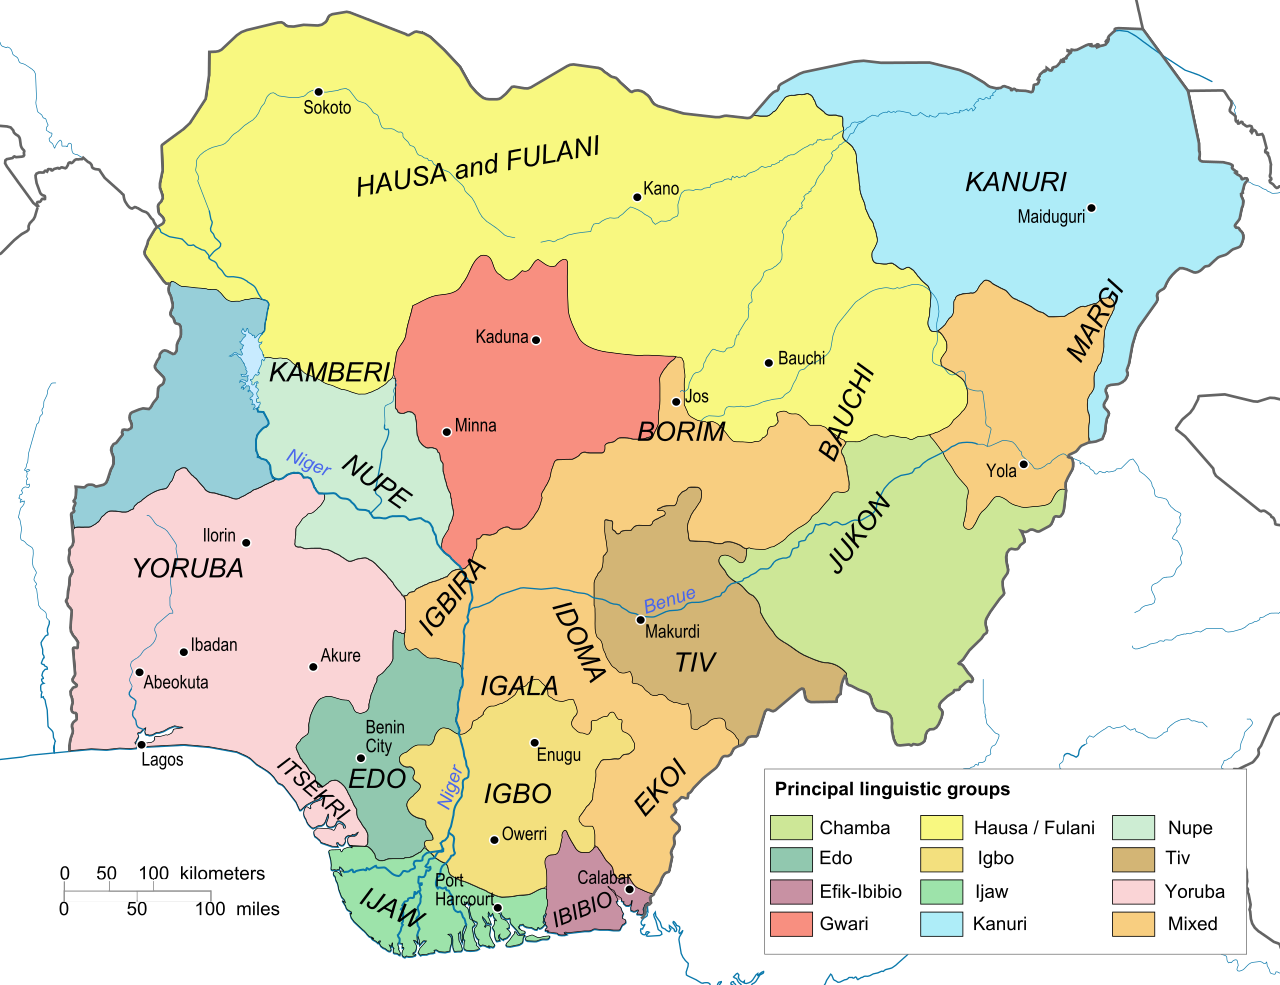 Sokoto
HAUSA and FULANI
Kano
KANURI
Maiduguri
MARGI
Kaduna
KAMBERI
Bauchi
BAUCHI
Jos
BORIM
Minna
Niger
NUPE
Yola
JUKON
Ilorin
YORUBA
IGBIRA
IDOMA
Benue
Makurdi
TIV
Ibadan
Akure
Abeokuta
IGALA
Benin
City
EDO
Lagos
ITSEKRI
Enugu
Niger
IGBO
EKOI
Owerri
Port
Harcourt
Calabar
IJAW
IBIBIO
0 50 100 kilometers
0 50 100 miles
Principal linguistic groups
Chamba
Hausa / Fulani
Nupe
Edo
Igbo
Tiv
Efik-Ibibio
Ijaw
Yoruba
Gwari
Kanuri
Mixed